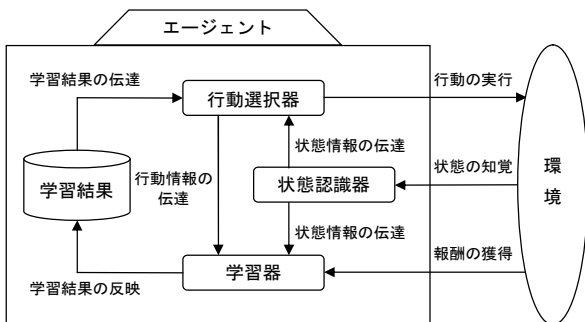 エージェント
学習結果の伝達
行動選択器
行動の実行
状態情報の伝達
学習結果
行動情報の
伝達
状態認識器
状態の知覚
環境
状態情報の伝達
学習器
報酬の獲得
学習結果の反映